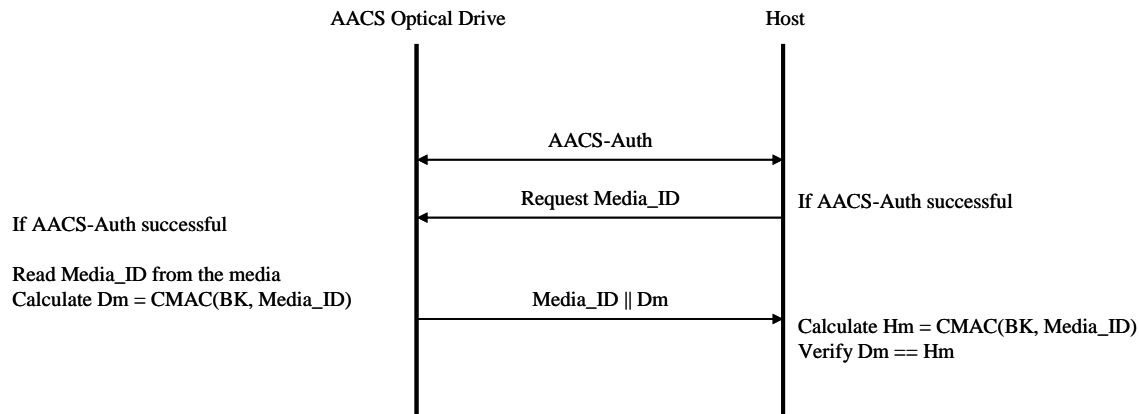 AACS Optical Drive
Host
AACS-Auth
Request Media_ID
If AACS-Auth successful
If AACS-Auth successful
Read Media_ID from the media
Calculate Dm = CMAC(BK, Media_ID)
Media_ID || Dm
Calculate Hm = CMAC(BK, Media_ID)
Verify Dm == Hm